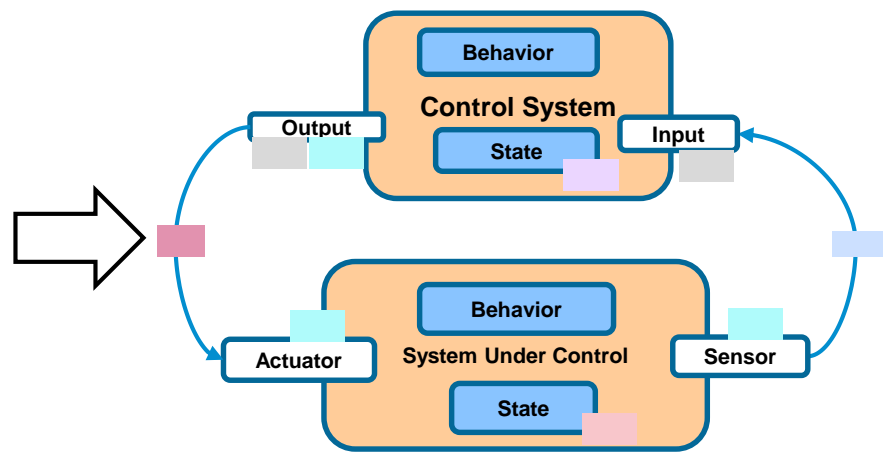 Behavior
Control System
Output
Input
State
Behavior
Actuator
System Under Control
Sensor
State